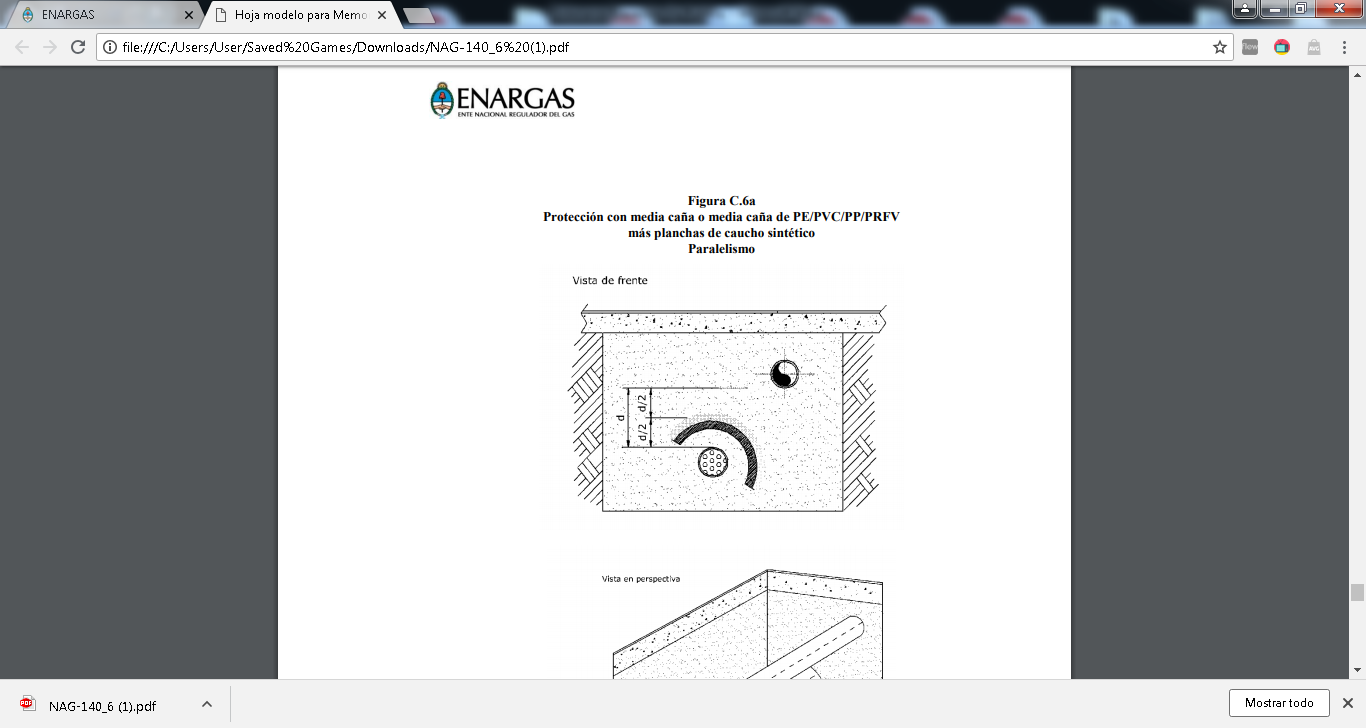 ENARGAS
Hoja modelo para Memo
file:///C:/Users/User/Saved%20Games/Downloads/NAG-140_6%20(1).pdf
ENARGAS
ENTE NACIONAL REGULADOR DEL GAS
Figura C.6a
Protección con media caña o media caña de PE/PVC/PP/PRFV
más planchas de caucho sintético
Paralelismo
Vista de frente
d
d/2
d/2
Vista en perspectiva
PDF
NAG-140_6 (1).pdf
Mostrar todo